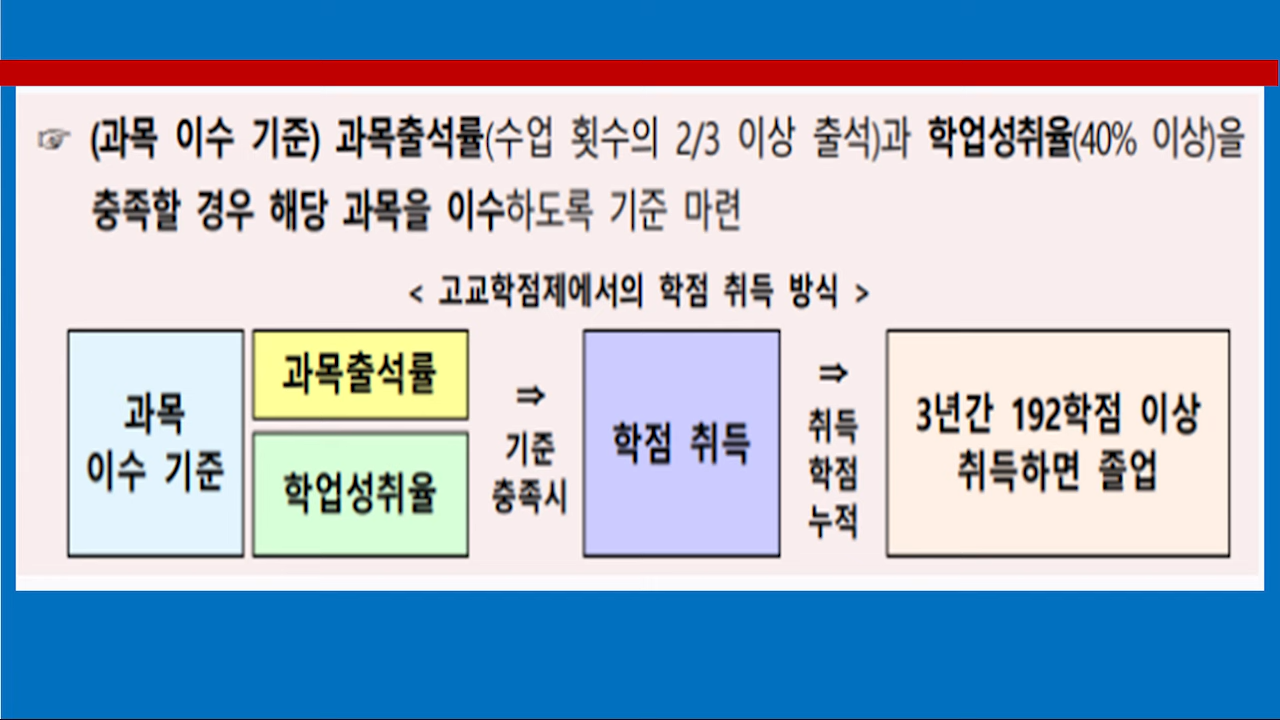 ☞ (과목 이수 기준) 과목출석률(수업 횟수의 2/3 이상 출석)과 학업성취율(40% 이상)을
충족할 경우 해당 과목을 이수하도록 기준 마련
< 고교학점제에서의 학점 취득 방식 >
과목
이수 기준
과목출석률
학업성취율
⇒
기준
충족시
학점 취득
⇒
취득
학점
누적
3년간 192학점 이상
취득하면 졸업